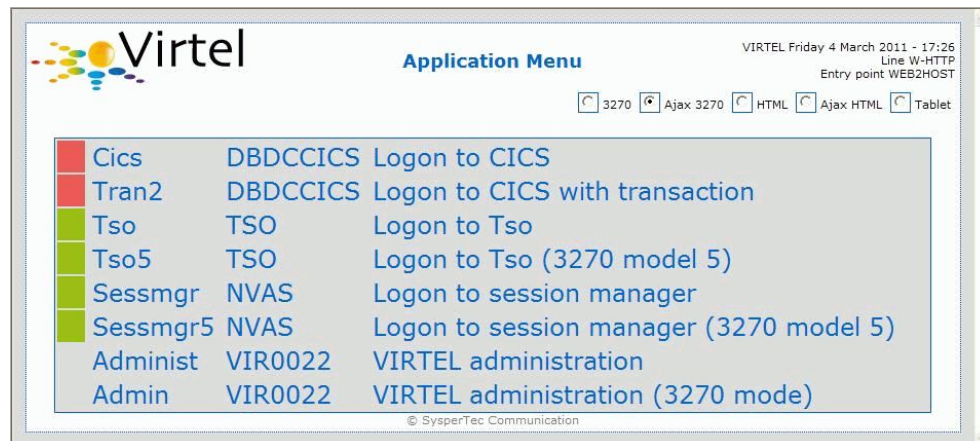 Virtel
Application Menu
VIRTEL Friday 4 March 2011 - 17:26
Line W-HTTP
Entry point WEB2HOST
3270 Ajax 3270 HTML Ajax HTML Tablet
Cics DBDCCICS Logon to CICS
Tran2 DBDCCICS Logon to CICS with transaction
Tso TSO Logon to Tso
Tso5 TSO Logon to Tso (3270 model 5)
Sessmgr NVAS Logon to session manager
Sessmgr5 NVAS Logon to session manager (3270 model 5)
Administ VIR0022 VIRTEL administration
Admin VIR0022 VIRTEL administration (3270 mode)
© SysperTec Communication